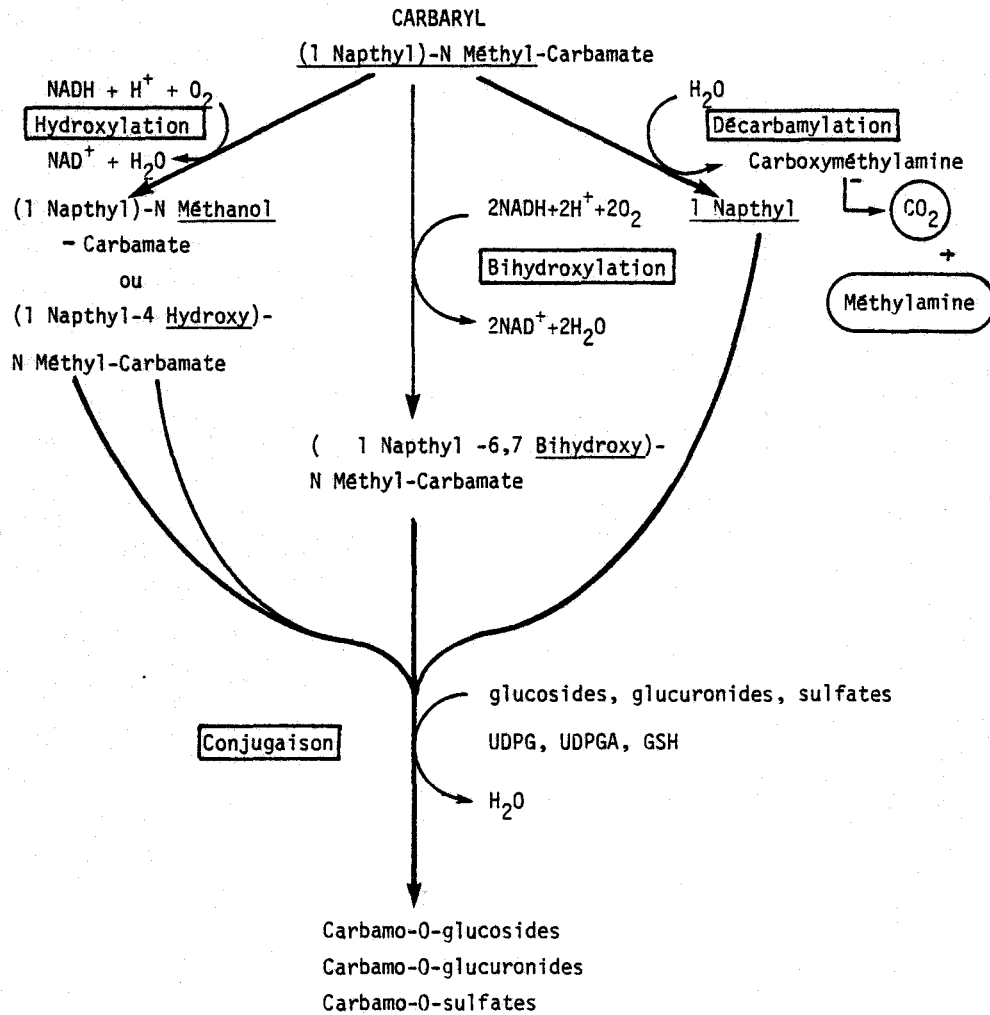 CARBARYL
(1 Napthyl)-N Méthyl-Carbamate
NADH + H+ + O2
Hydroxylation
NAD+ + H2O
H2O
Décarbamylation
Carboxyméthylamine
(1 Napthyl)-N Méthanol
- Carbamate
ou
(1 Napthyl-4 Hydroxy)-
N Méthyl-Carbamate
2NADH+2H++2O2
Bihydroxylation
2NAD++2H2O
1 Napthyl
CO2
+
Méthylamine
( 1 Napthyl -6,7 Bihydroxy)-
N Méthyl-Carbamate
Conjugaison
glucosides, glucuronides, sulfates
UDPG, UDPGA, GSH
H2O
Carbamo-O-glucosides
Carbamo-O-glucuronides
Carbamo-O-sulfates